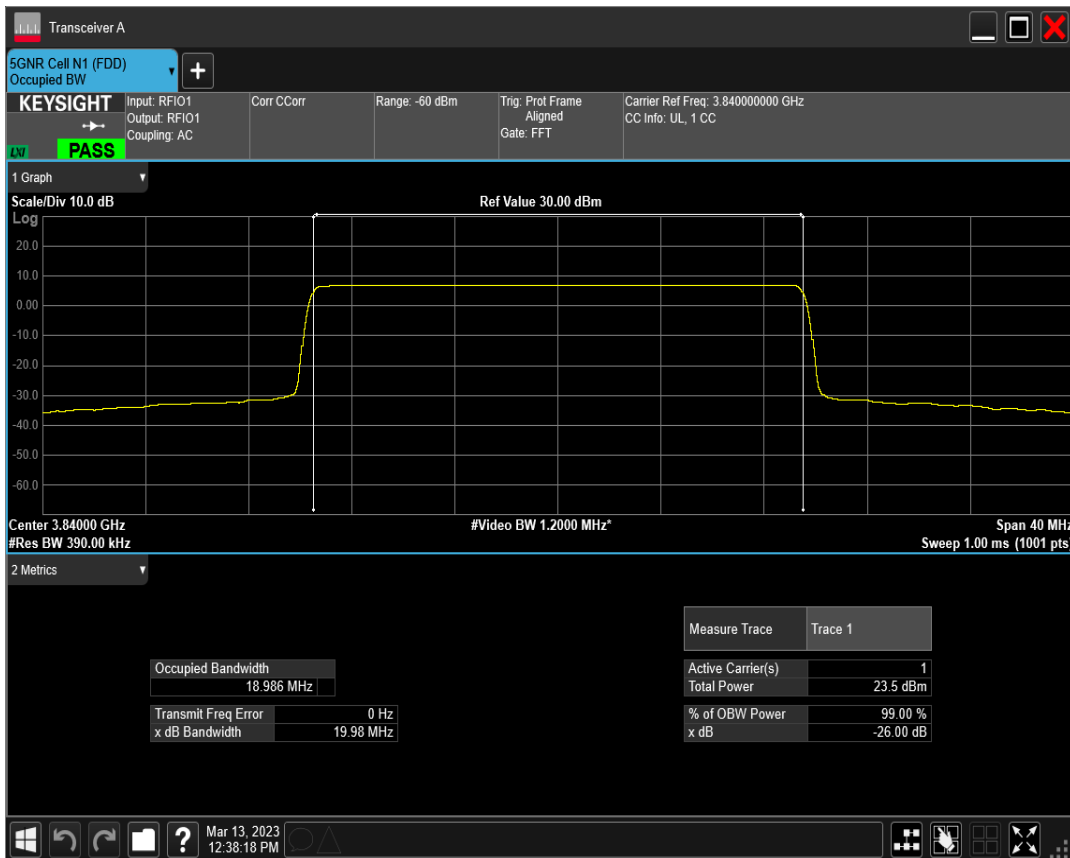 Transceiver A
5GNR Cell N1 (FDD)
Occupied BW
+
KEYSIGHT
LXI
PASS
Input: RFIO1
Output: RFIO1
Coupling: AC
Corr CCorr
Range: -60 dBm
Trig: Prot Frame
Aligned
Gate: FFT
Carrier Ref Freq: 3.840000000 GHz
CC Info: UL, 1 CC
1 Graph
Scale/Div 10.0 dB
Ref Value 30.00 dBm
Log
20.0
10.0
0.00
-10.0
-20.0
-30.0
-40.0
-50.0
-60.0
Center 3.84000 GHz
#Video BW 1.2000 MHz*
Span 40 MHz
#Res BW 390.00 kHz
Sweep 1.00 ms (1001 pts)
2 Metrics
Measure Trace Trace 1
Occupied Bandwidth
18.986 MHz
Active Carrier(s) 1
Total Power 23.5 dBm
Transmit Freq Error 0 Hz
x dB Bandwidth 19.98 MHz
% of OBW Power 99.00 %
x dB -26.00 dB
?
Mar 13, 2023
12:38:18 PM